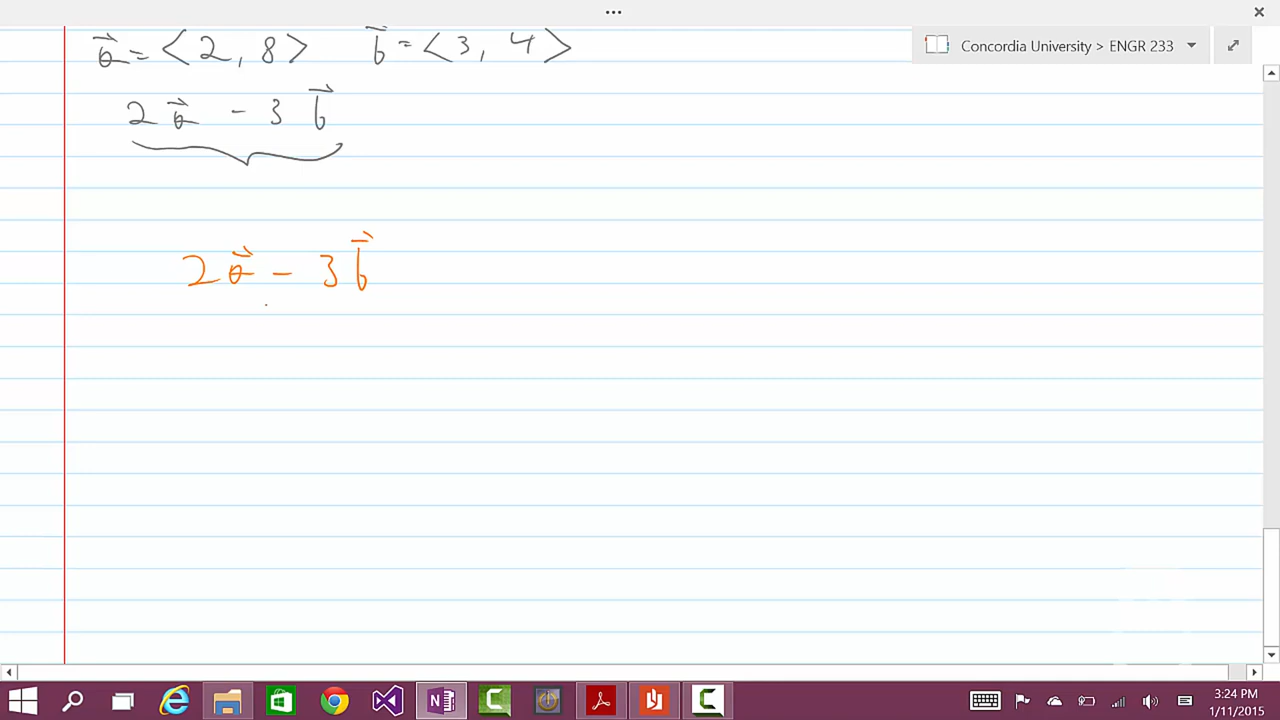 ...
a⃗ = <2, 8> b⃗ = <3, 4>
Concordia University > ENGR 233
2 a⃗ - 3 b⃗
2 a⃗ - 3 b⃗
3:24 PM
1/11/2015